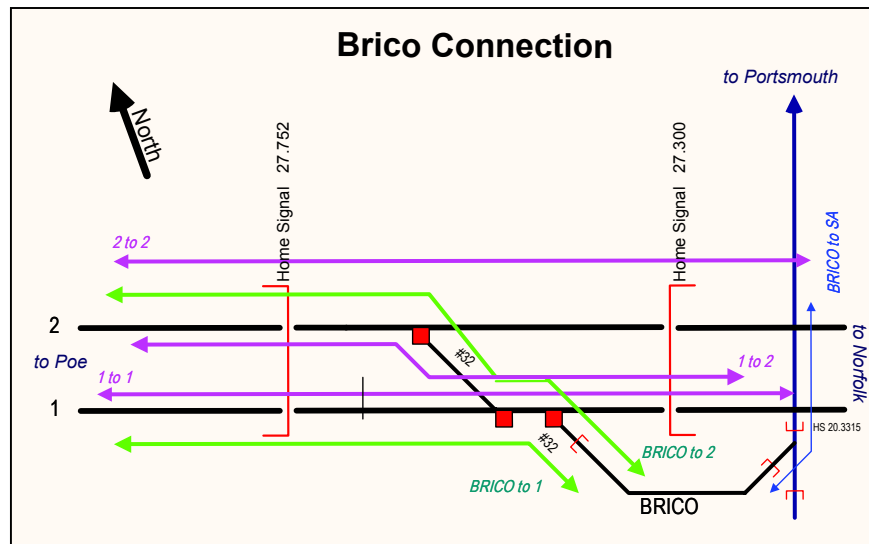 Brico Connection
to Portsmouth
North
Home Signal 27.752
Home Signal 27.300
2 to 2
BRICO to SA
2
#32
to Poe
1 to 2
to Norfolk
1 to 1
1
HS 20.3315
#32
BRICO to 2
BRICO to 1
BRICO